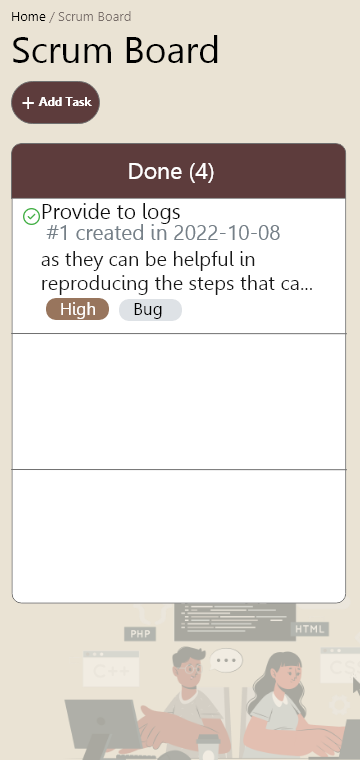 Home / Scrum Board
Scrum Board
+ Add Task
Done (4)
Provide to logs
#1 created in 2022-10-08
as they can be helpful in
reproducing the steps that ca...
High Bug
PHP
HTML
C++
CSS